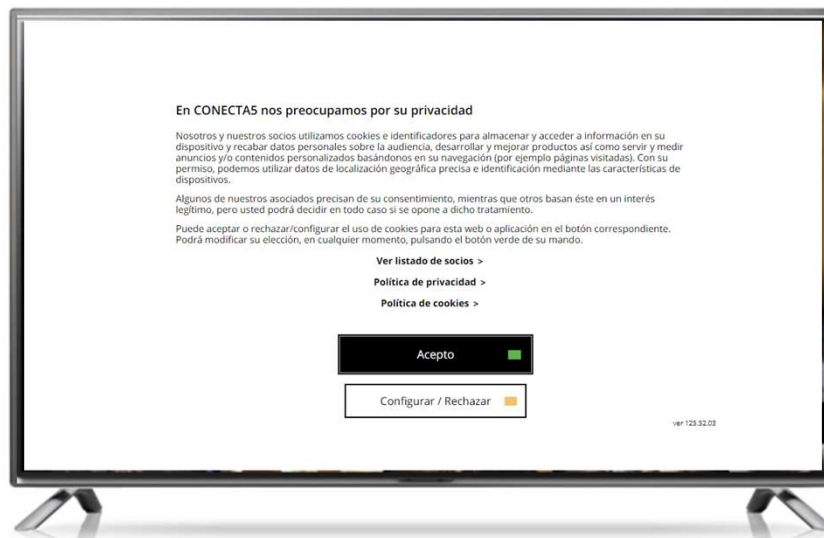 En CONECTA5 nos preocupamos por su privacidad
Nosotros y nuestros socios utilizamos cookies e identificadores para almacenar y acceder a información en su
dispositivo y recabar datos personales sobre la audiencia, desarrollar y mejorar productos así como servir y medir
anuncios y/o contenidos personalizados basándonos en su navegación (por ejemplo páginas visitadas). Con su
permiso, podemos utilizar datos de localización geográfica precisa e identificación mediante las características de
dispositivos.
Algunos de nuestros asociados precisan de su consentimiento, mientras que otros basan éste en un interés
legítimo, pero usted podrá decidir en todo caso si se opone a dicho tratamiento.
Puede aceptar o rechazar/configurar el uso de cookies para esta web o aplicación en el botón correspondiente.
Podrá modificar su elección, en cualquier momento, pulsando el botón verde de su mando.
Ver listado de socios >
Política de privacidad >
Política de cookies >
Acepto
Configurar / Rechazar
ver 123.52.03